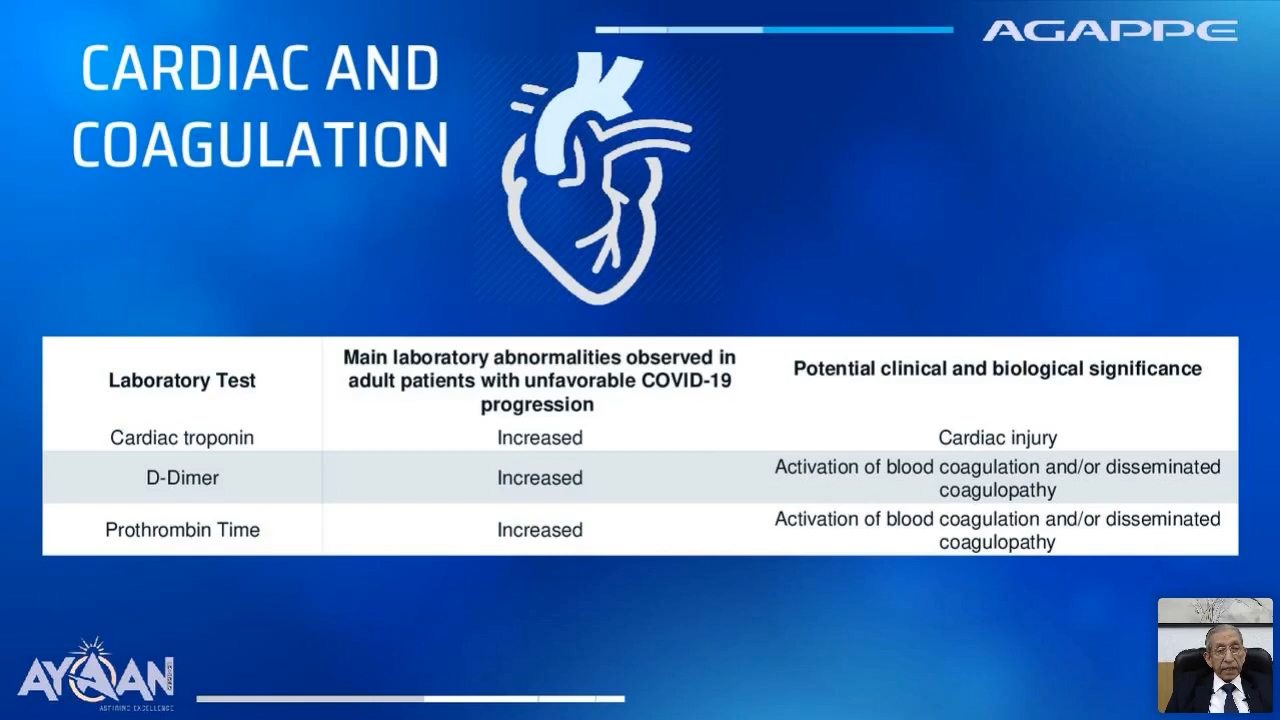 CARDIAC AND
COAGULATION
AGAPPE
Laboratory Test
Main laboratory abnormalities observed in
adult patients with unfavorable COVID-19
progression
Potential clinical and biological significance
Cardiac troponin
Increased
Cardiac injury
D-Dimer
Increased
Activation of blood coagulation and/or disseminated
coagulopathy
Prothrombin Time
Increased
Activation of blood coagulation and/or disseminated
coagulopathy
AYAAN
ASPIRING EXCELLENCE